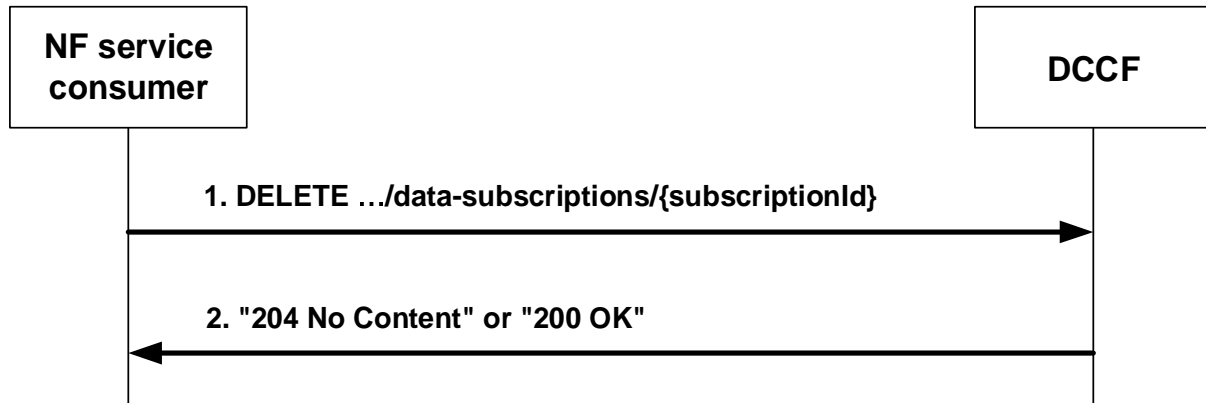 NF service
consumer
DCCF
1. DELETE …/data-subscriptions/{subscriptionId}
2. "204 No Content" or "200 OK"